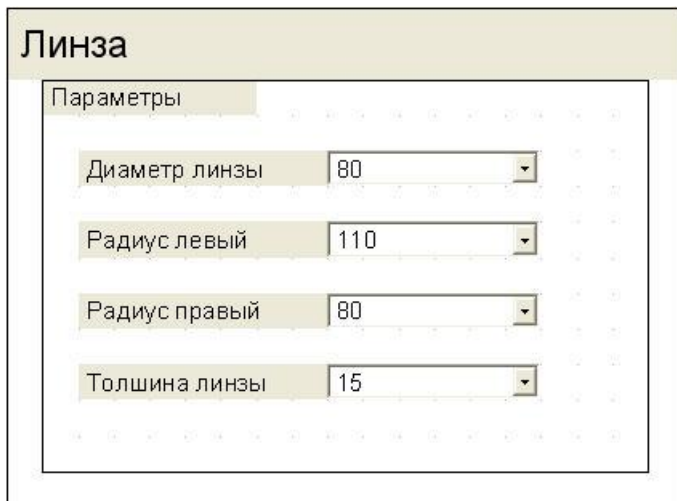 Линза
Параметры
Диаметр линзы 80
Радиус левый 110
Радиус правый 80
Толшина линзы 15